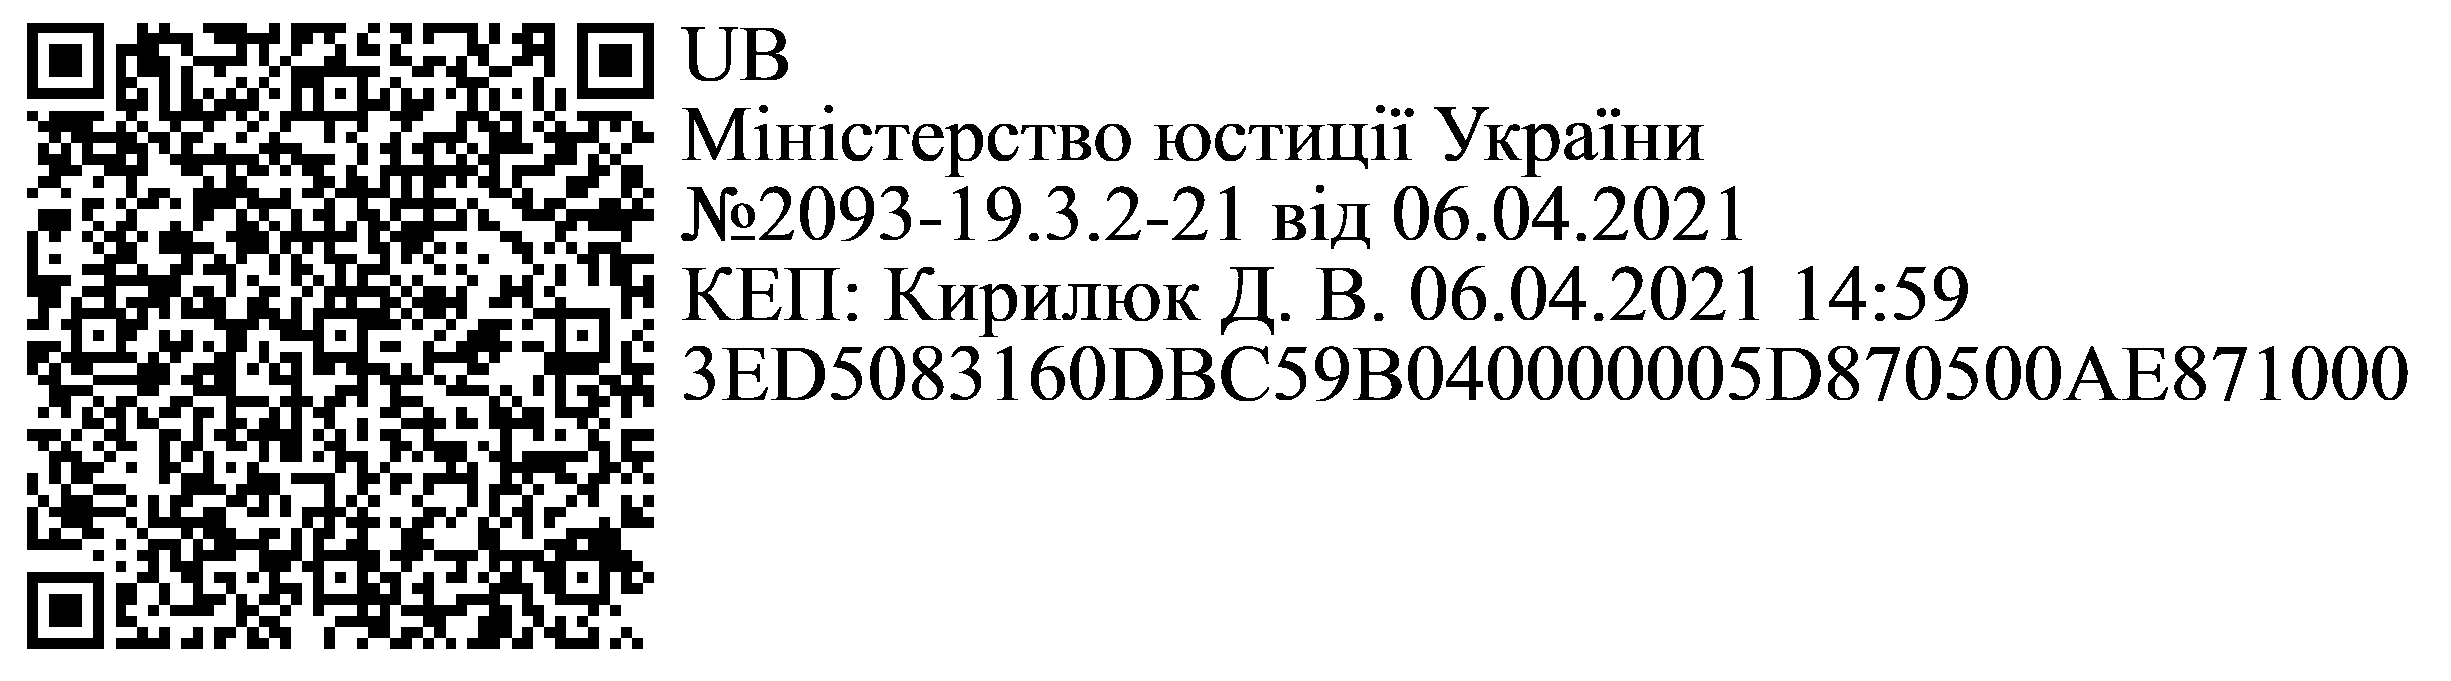 UB
Міністерство юстиції України
№2093-19.3.2-21 від 06.04.2021
КЕП: Кирилюк Д. В. 06.04.2021 14:59
3ED5083160DBC59B040000005D870500AE871000